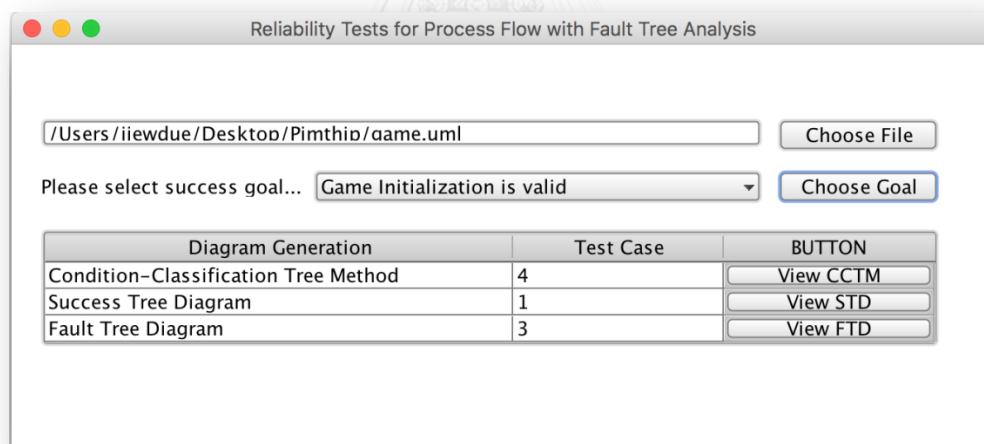 Reliability Tests for Process Flow with Fault Tree Analysis
/Users/jiewdue/Desktop/Pimthip/game.uml Choose File
Please select success goal... Game Initialization is valid Choose Goal
Diagram Generation Test Case BUTTON
Condition-Classification Tree Method 4 View CCTM
Success Tree Diagram 1 View STD
Fault Tree Diagram 3 View FTD